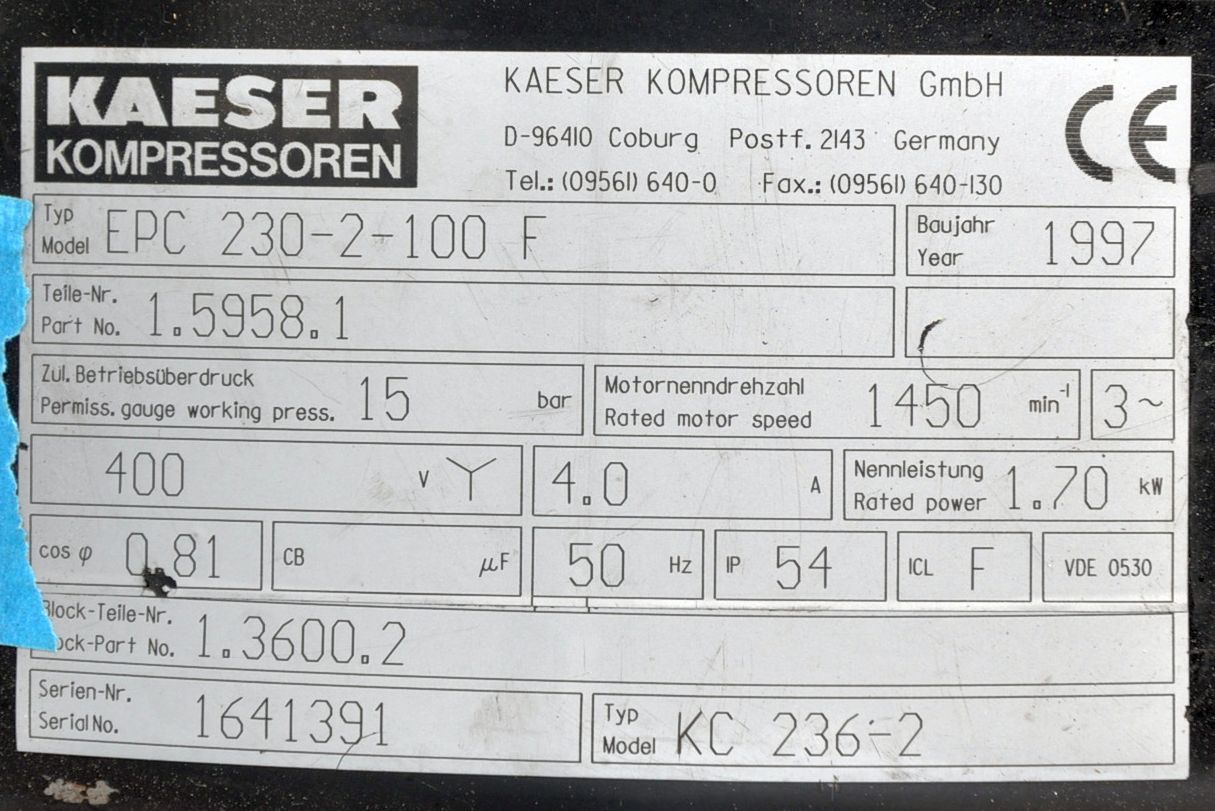 KAESER
KOMPRESSOREN
KAESER KOMPRESSOREN GmbH
D-96410 Coburg Postf. 2143 Germany
Tel.: (09561) 640-0 Fax.: (09561) 640-130
CE
Typ
Model EPC 230-2-100 F
Baujahr
Year 1997
Teile-Nr.
Part No. 1.5958.1
Zul. Betriebsüberdruck
Permiss. gauge working press. 15 bar
Motornenndrehzahl
Rated motor speed 1450 min⁻¹
3~
400 V Y
4.0 A
Nennleistung
Rated power 1.70 kW
cos φ 0.81
CB µF
50 Hz
IP 54
ICL F
VDE 0530
Block-Teile-Nr.
Block-Part No. 1.3600.2
Serien-Nr.
Serial No. 1641391
Typ
Model KC 236-2